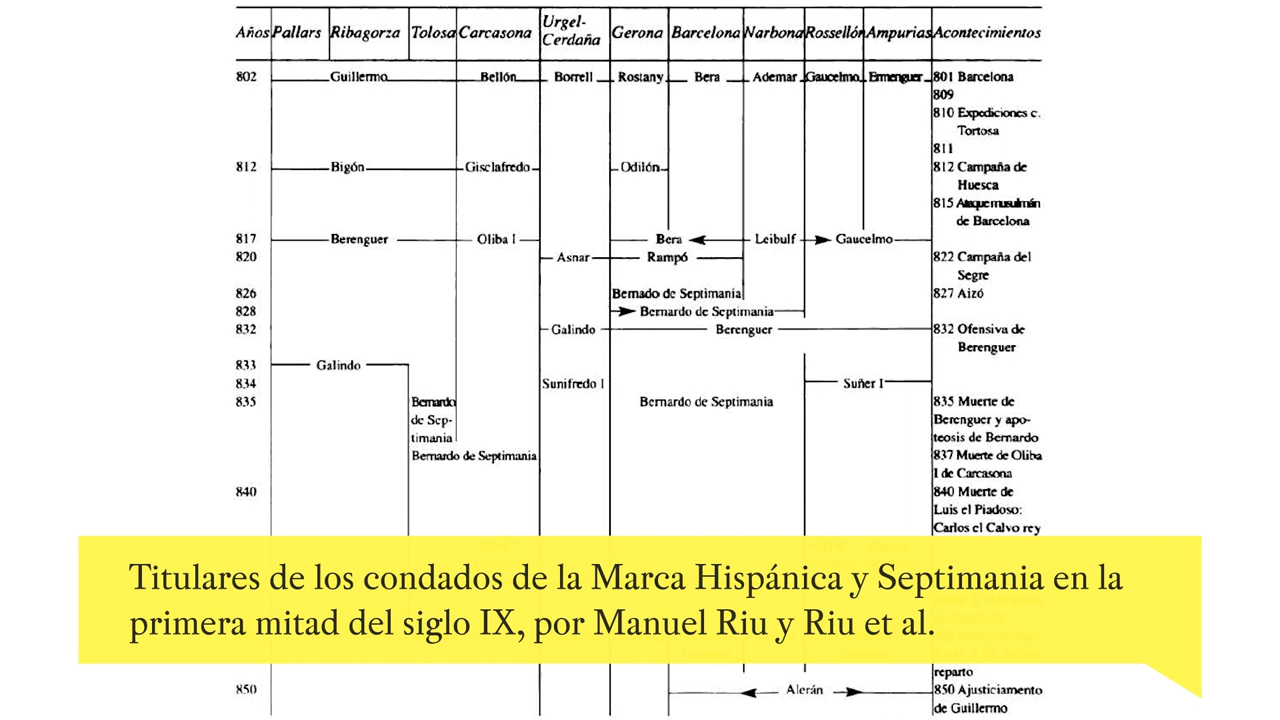 Años Pallars Ribagorza Tolosa Carcasona Urgel- Cerdaña Gerona Barcelona Narbona Rosellón Ampurias Acontecimientos
802 Guillermo Bellón Borrell Rostany Bera Ademar Gaucelmo Ermenguer 801 Barcelona
809
810 Expediciones c.
Tortosa
811
812 Bigón Gisclafredo Odilón 812 Campaña de
Huesca
815 Ataque musulmán
de Barcelona
817 Berenguer Oliba I Bera Leibulf Gaucelmo
820 Asnar Rampó 822 Campaña del
Segre
826 Bernado de Septimania 827 Aizó
828 Bernardo de Septimania
832 Galindo Berenguer 832 Ofensiva de
Berenguer
833 Galindo
834 Sunifredo I Suñer I
835 Bernardo Bernardo de Septimania 835 Muerte de
de Sep- Berenguer y apo-
timania teosis de Bernardo
Bernardo de Septimania 837 Muerte de Oliba
I de Carcasona
840 840 Muerte de
Luis el Piadoso:
Carlos el Calvo rey
Titulares de los condados de la Marca Hispánica y Septimania en la
primera mitad del siglo IX, por Manuel Riu y Riu et al.
reparto
850 Alerán 850 Ajusticiamento
de Guillermo